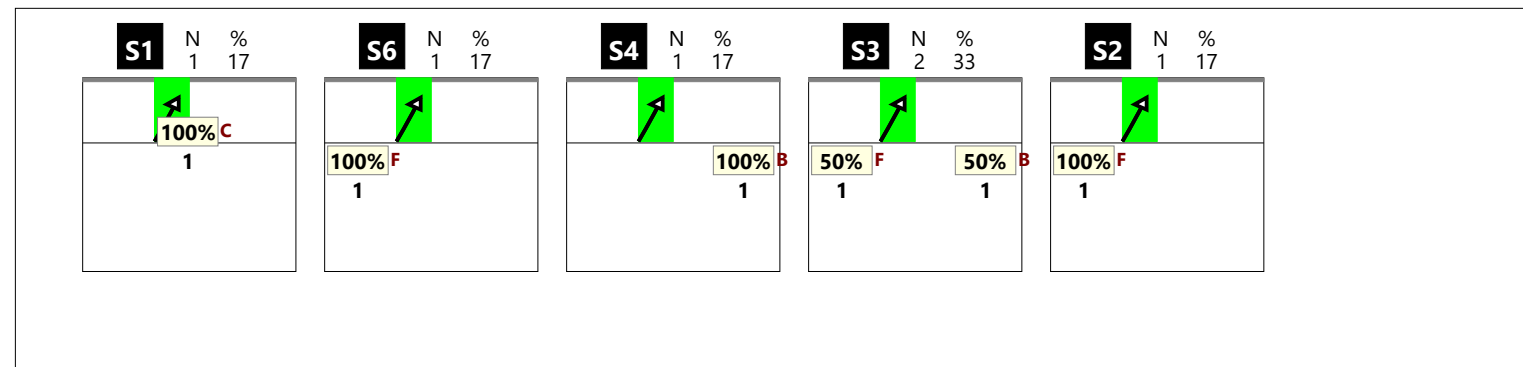 S1 N %
1 17
S6 N %
1 17
S4 N %
1 17
S3 N %
2 33
S2 N %
1 17
100% C
1
100% F
1
100% B
1
50% F 50% B
1 1
100% F
1